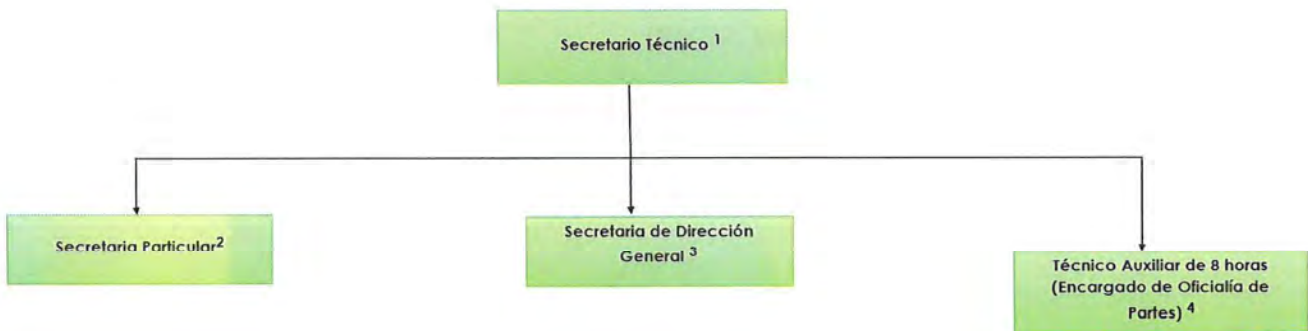 Secretario Técnico 1
Secretaria Particular2
Secretaria de Dirección
General 3
Técnico Auxiliar de 8 horas
(Encargado de Oficialía de
Partes) 4